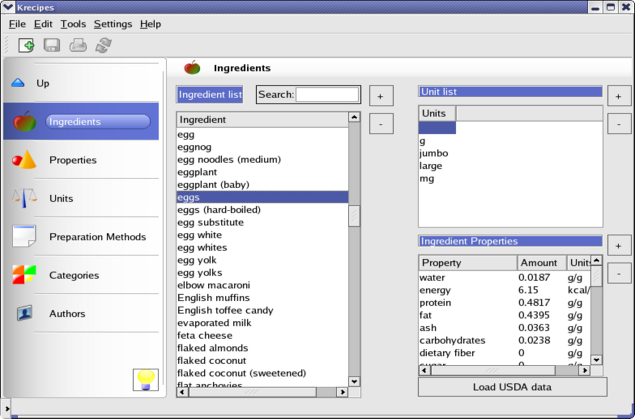 Krecipes
File Edit Tools Settings Help
Up
Ingredients
Properties
Units
Preparation Methods
Categories
Authors
Ingredients
Ingredient list
Search:
+
-
Ingredient
egg
eggnog
egg noodles (medium)
eggplant
eggplant (baby)
eggs
eggs (hard-boiled)
egg substitute
egg white
egg whites
egg yolk
egg yolks
elbow macaroni
English muffins
English toffee candy
evaporated milk
feta cheese
flaked almonds
flaked coconut
flaked coconut (sweetened)
flat anchovies
Unit list
+
-
Units
g
jumbo
large
mg
Ingredient Properties
+
-
Property Amount Units
water 0.0187 g/g
energy 6.15 kcal/
protein 0.4817 g/g
fat 0.4395 g/g
ash 0.0363 g/g
carbohydrates 0.0238 g/g
dietary fiber 0 g/g
sugar 0 g/g
Load USDA data